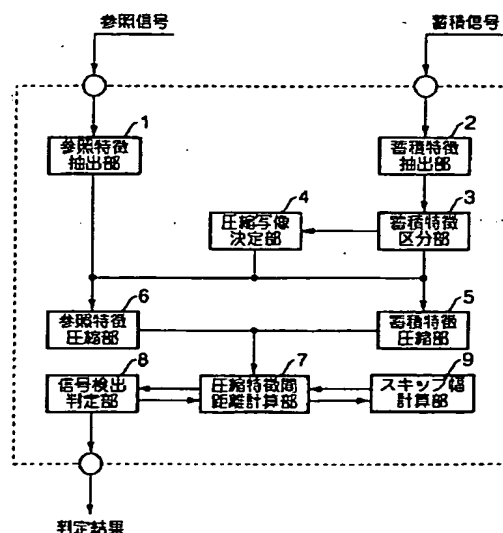 参照信号
蓄積信号
1
参照特徴
抽出部
2
蓄積特徴
抽出部
4
圧縮写像
決定部
3
蓄積特徴
区分部
6
参照特徴
圧縮部
5
蓄積特徴
圧縮部
8
信号検出
判定部
7
圧縮特徴間
距離計算部
9
スキップ幅
計算部
判定結果